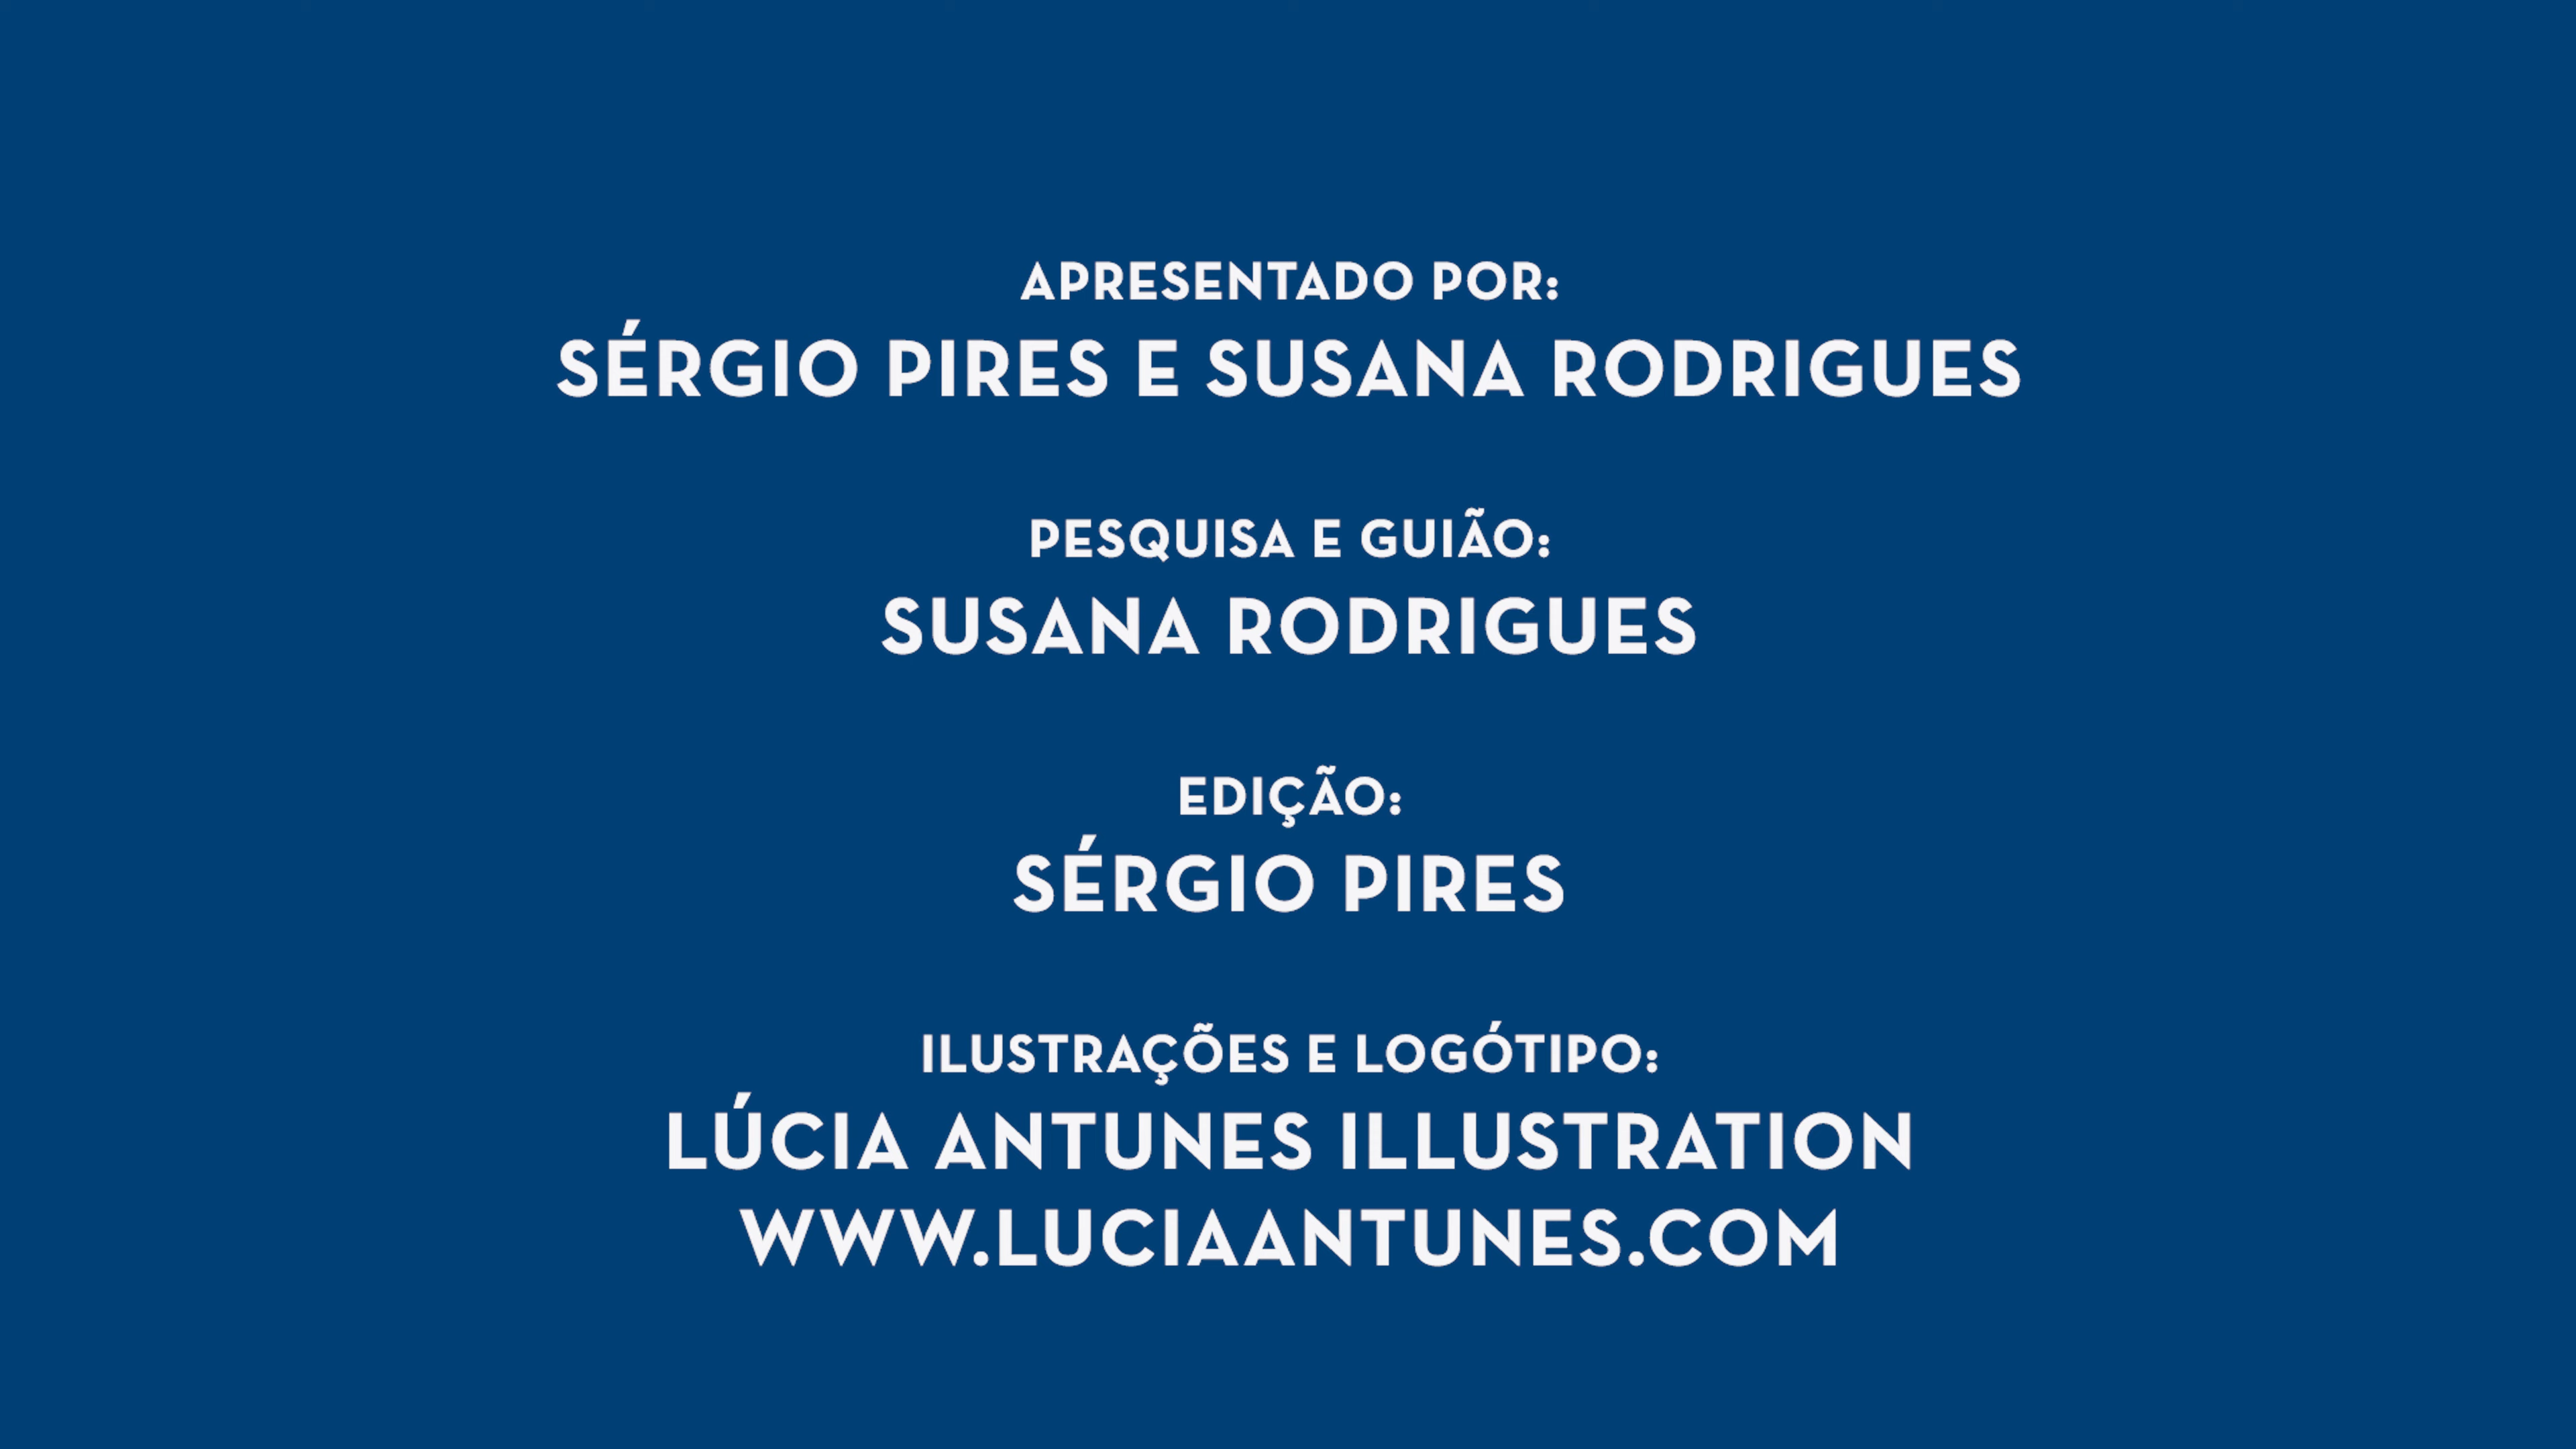 APRESENTADO POR:
SÉRGIO PIRES E SUSANA RODRIGUES
PESQUISA E GUIÃO:
SUSANA RODRIGUES
EDIÇÃO:
SÉRGIO PIRES
ILUSTRAÇÕES E LOGÓTIPO:
LÚCIA ANTUNES ILLUSTRATION
WWW.LUCIAANTUNES.COM